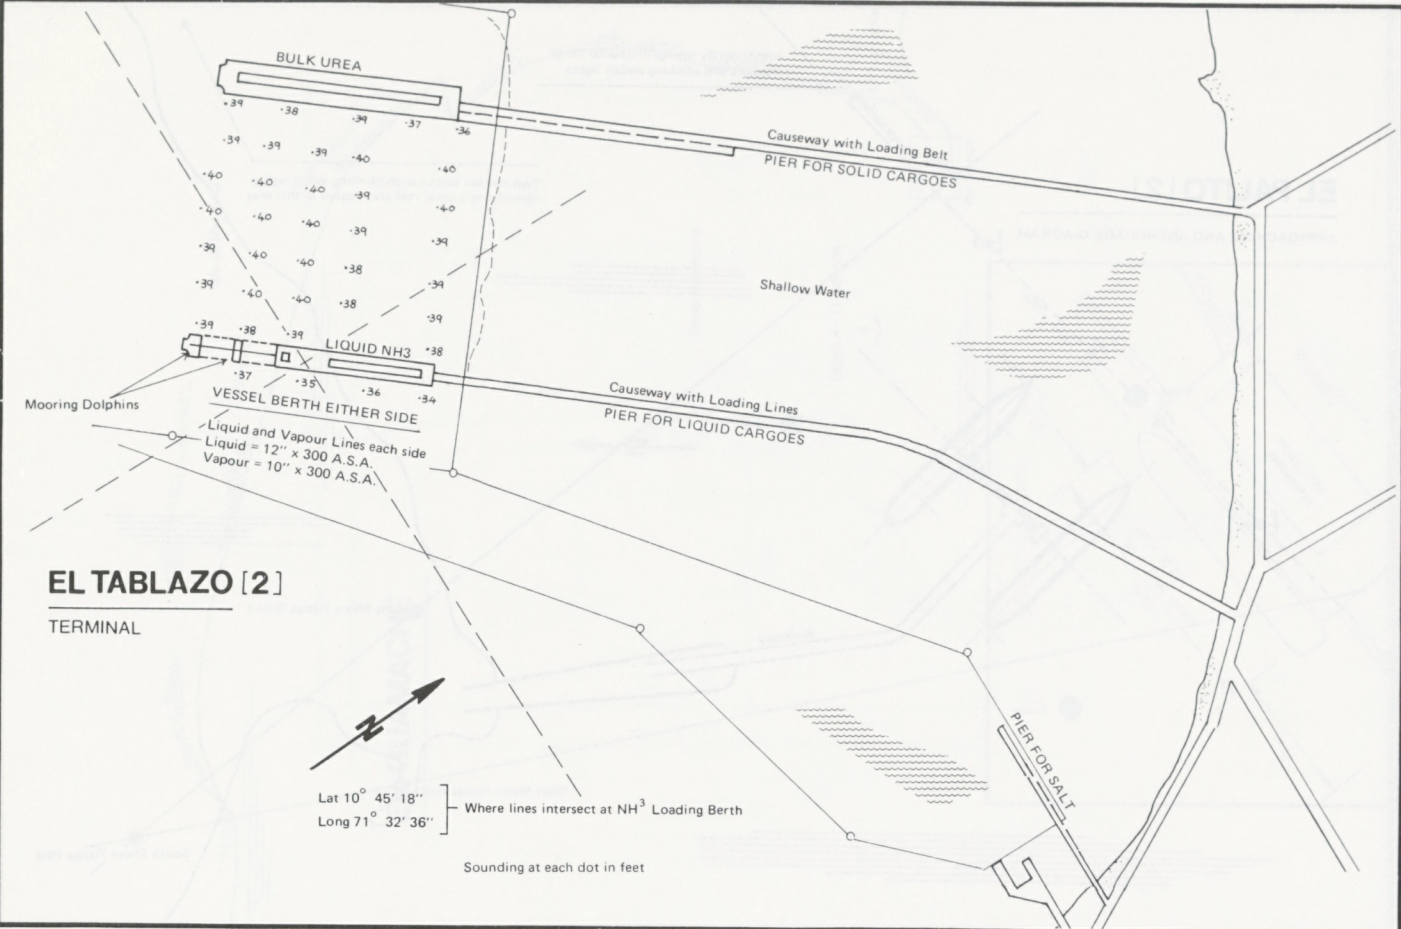 BULK UREA
.39 .38 .39 .37 .36
.39 .39 .39 .40 .40
.40 .40 .40 .39 .40
.40 .40 .40 .39 .39
.39 .40 .40 .38 .39
.39 .40 .40 .38 .39
.39 .38 .39 .38
Causeway with Loading Belt
PIER FOR SOLID CARGOES
Shallow Water
LIQUID NH3
.37 .35 .36 .34
Mooring Dolphins
VESSEL BERTH EITHER SIDE
Liquid and Vapour Lines each side
Liquid = 12" x 300 A.S.A.
Vapour = 10" x 300 A.S.A.
Causeway with Loading Lines
PIER FOR LIQUID CARGOES
EL TABLAZO [2]
TERMINAL
N
PIER FOR SALT
Lat 10° 45' 18"
Long 71° 32' 36"
Where lines intersect at NH³ Loading Berth
Sounding at each dot in feet